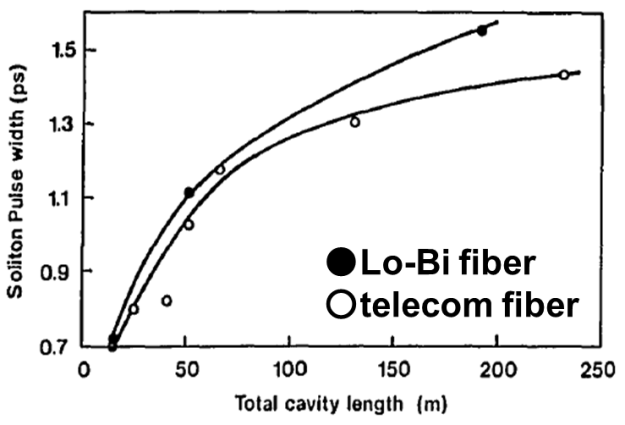 Soliton Pulse width (ps)
1.5
1.3
1.1
0.9
0.7
0
50
100
150
200
250
Total cavity length (m)
Lo-Bi fiber
telecom fiber